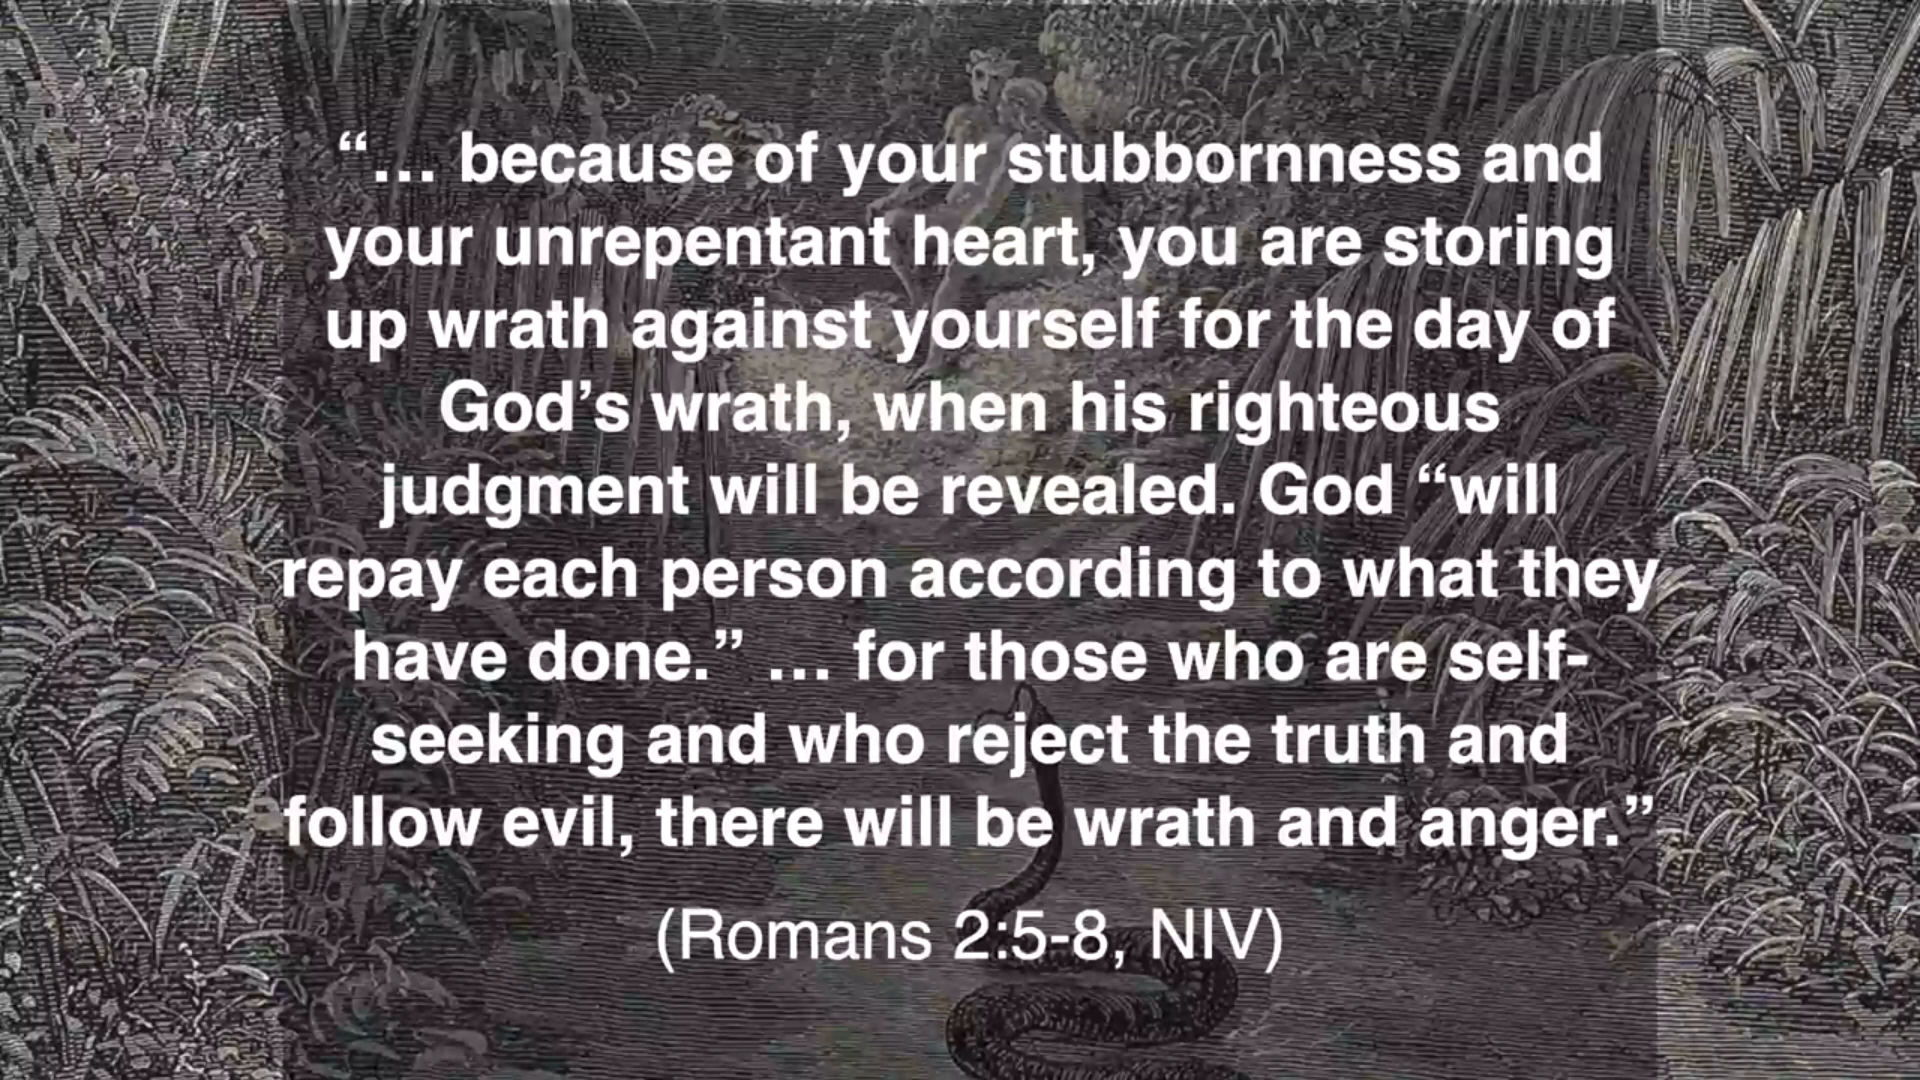 “... because of your stubbornness and
your unrepentant heart, you are storing
up wrath against yourself for the day of
God’s wrath, when his righteous
judgment will be revealed. God “will
repay each person according to what they
have done.” ... for those who are self-
seeking and who reject the truth and
follow evil, there will be wrath and anger.”
(Romans 2:5-8, NIV)